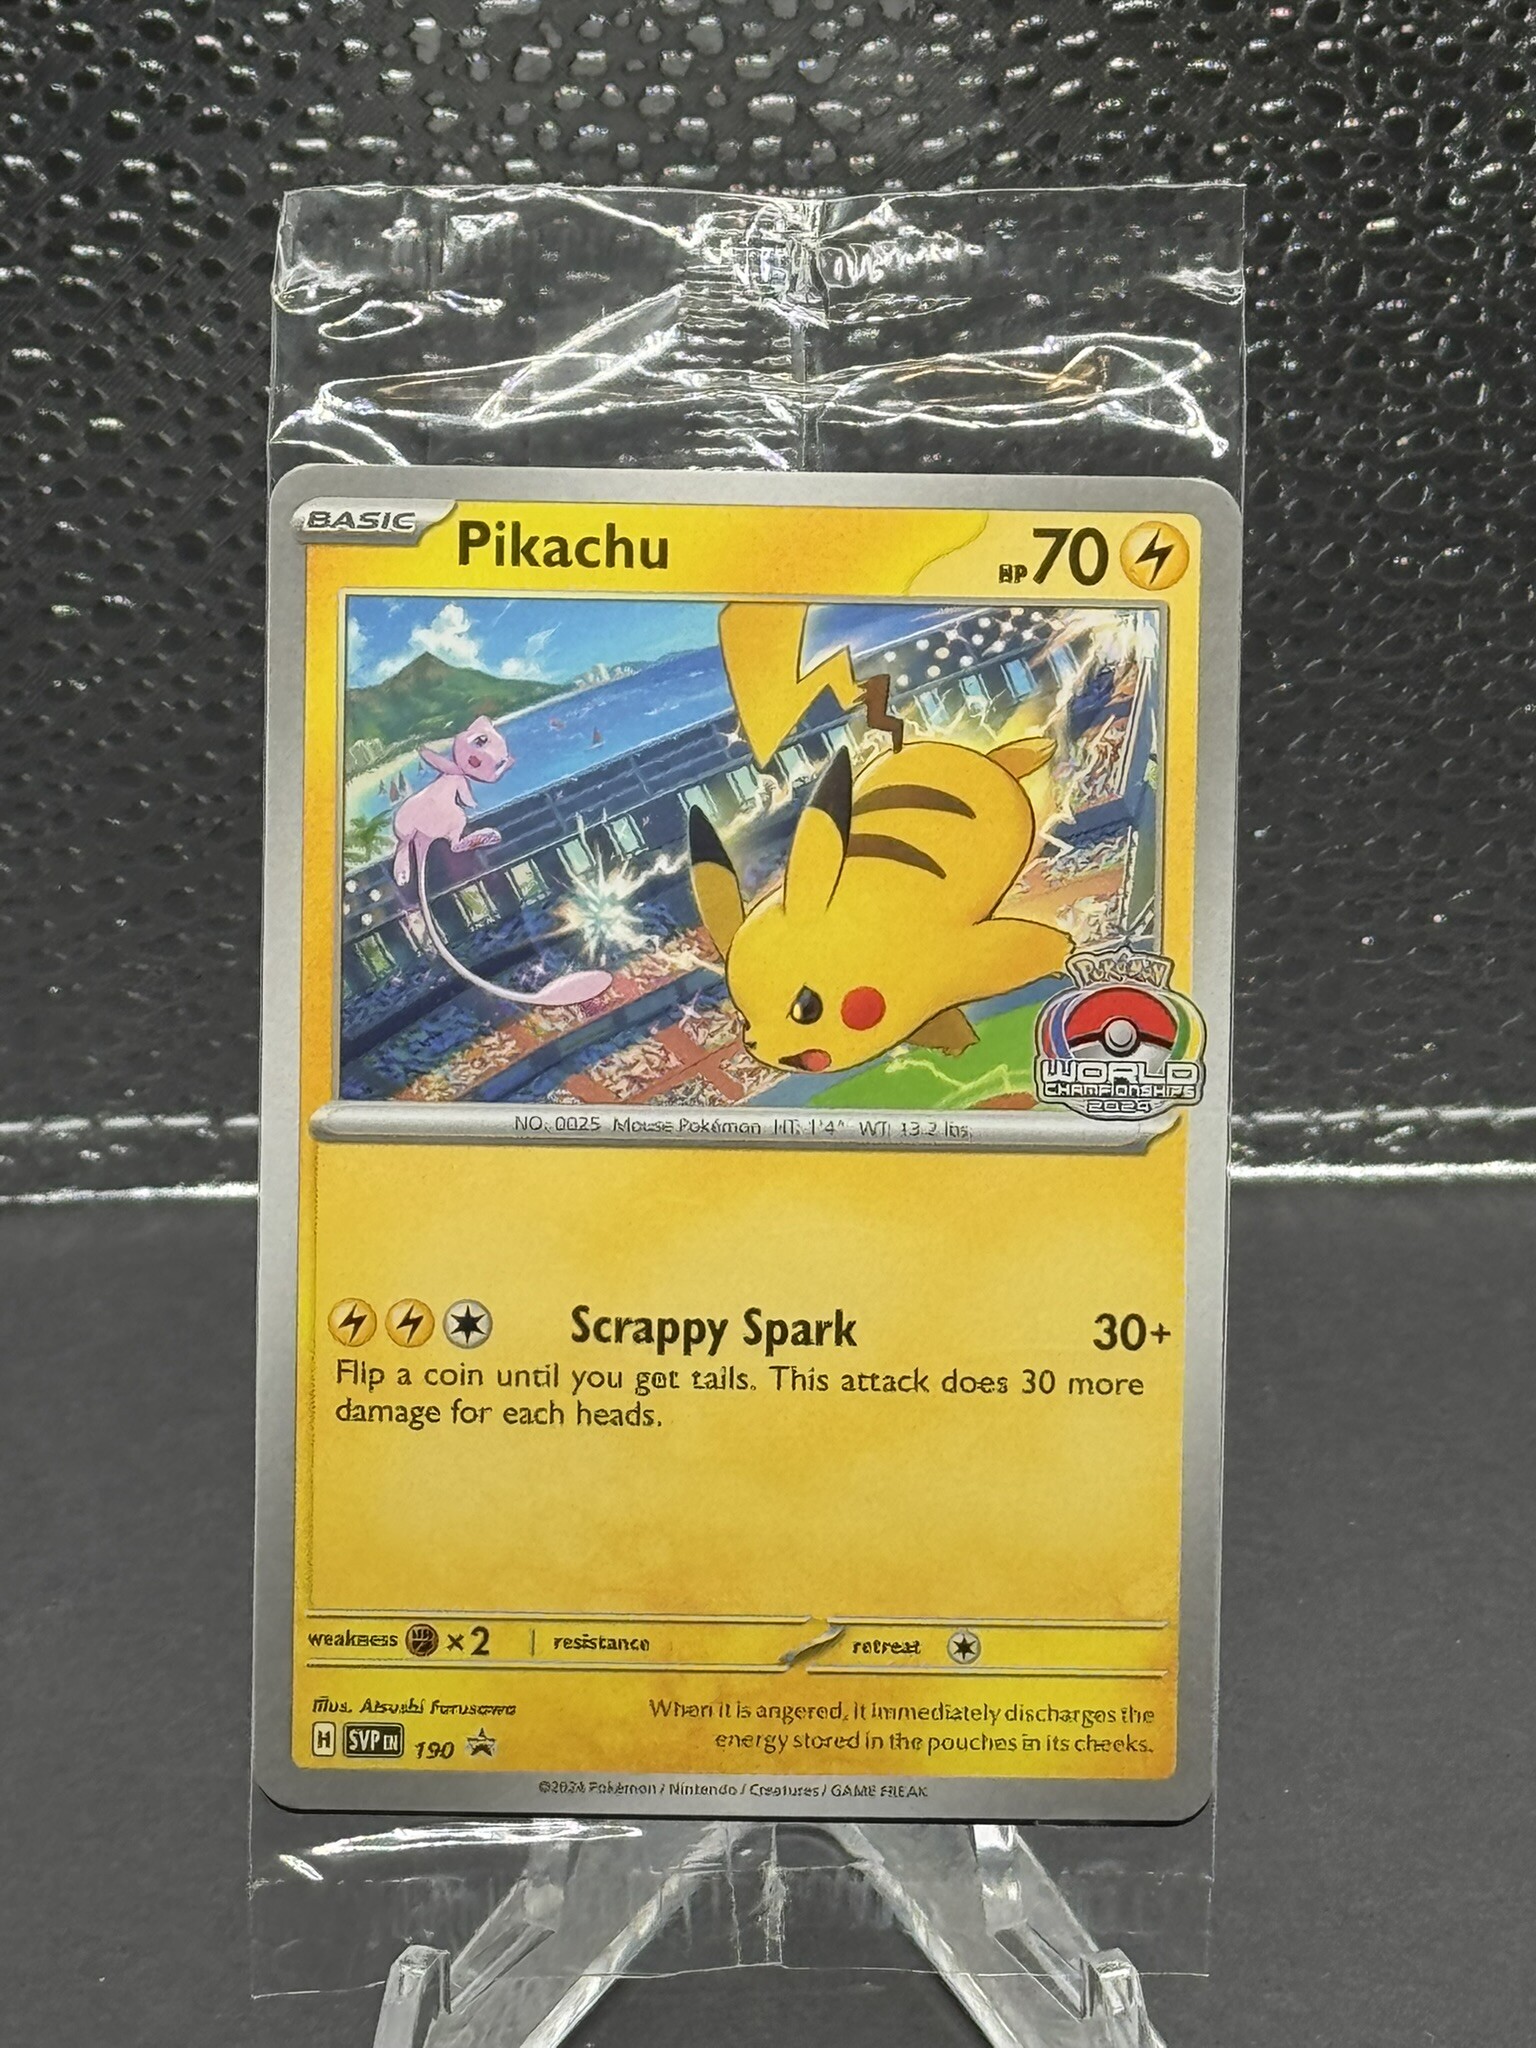 BASIC Pikachu HP 70
POKéMON
WORLD
CHAMPIONSHIPS
2024
NO. 0025 Mouse Pokémon HT: 1'4" WT: 13.2 lbs.
Scrappy Spark 30+
Flip a coin until you get tails. This attack does 30 more
damage for each heads.
weakness ×2 resistance retreat
Illus. Atsushi Furusawa
When it is angered, it immediately discharges the
energy stored in the pouches in its cheeks.
H SVP EN 190
©2024 Pokémon / Nintendo / Creatures / GAME FREAK